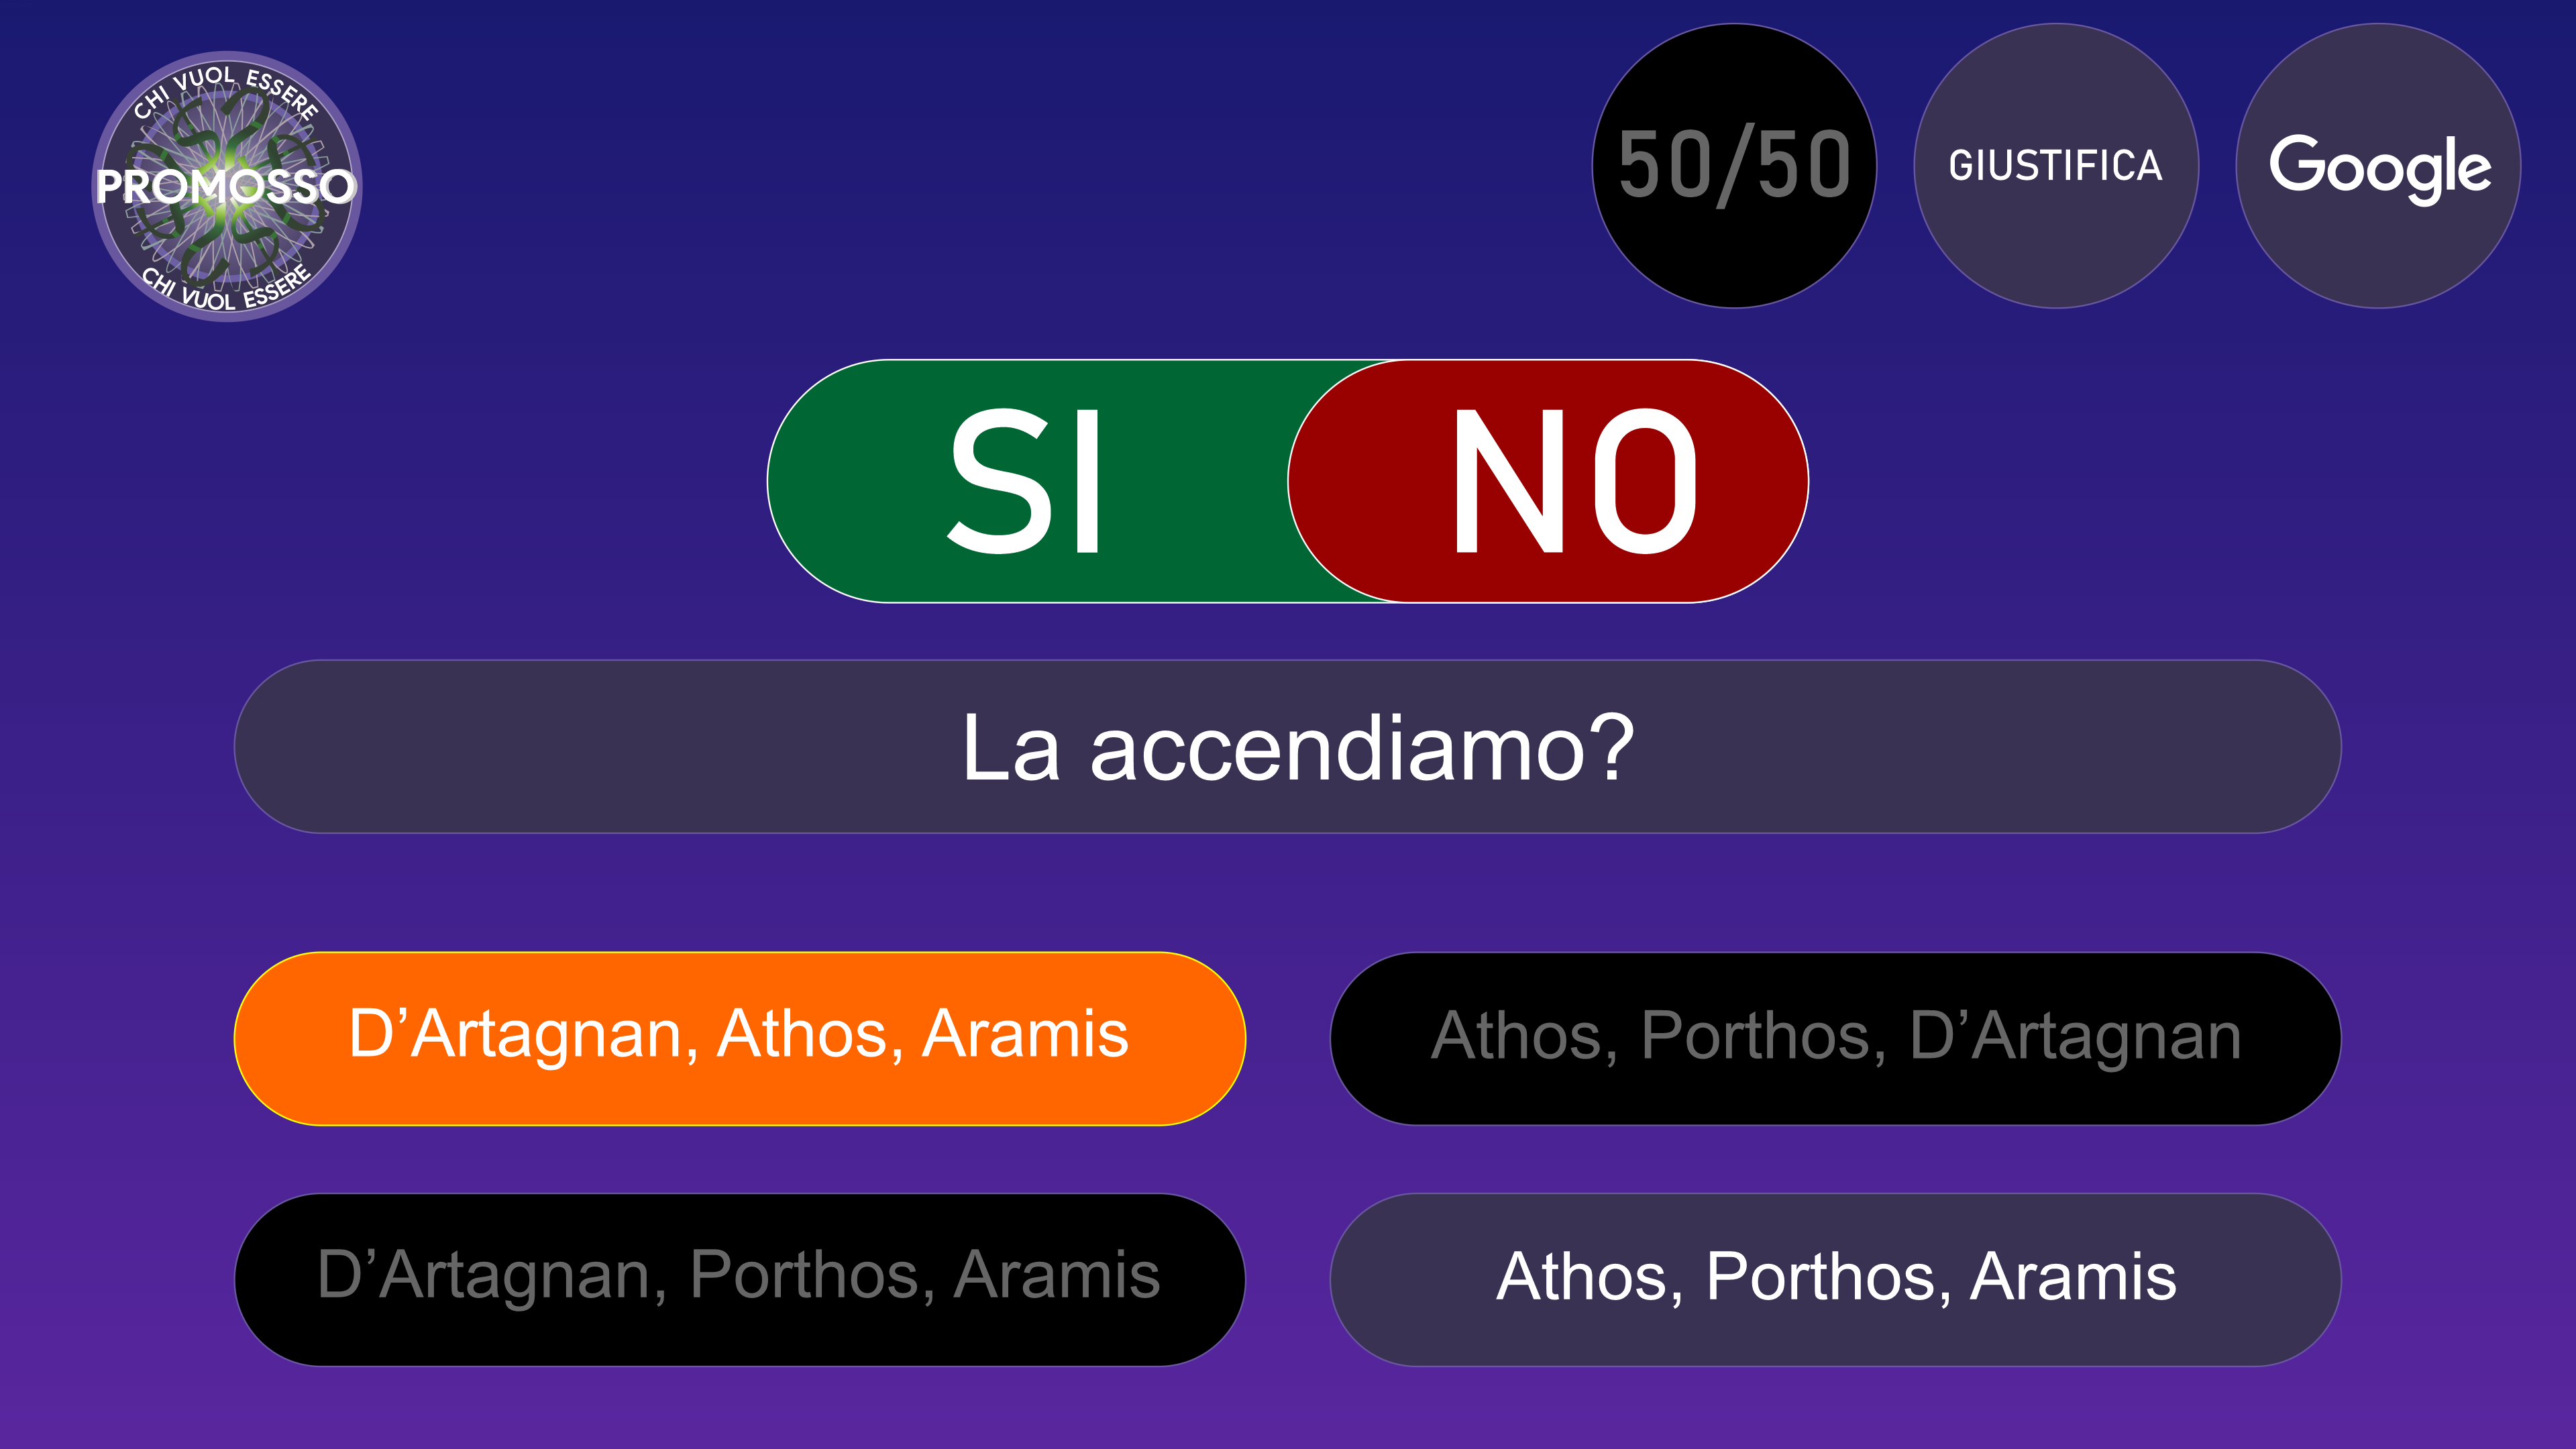 CHI VUOL ESSERE
PROMOSSO
CHI VUOL ESSERE
50/50
GIUSTIFICA
Google
SI
NO
La accendiamo?
D’Artagnan, Athos, Aramis
Athos, Porthos, D’Artagnan
D’Artagnan, Porthos, Aramis
Athos, Porthos, Aramis